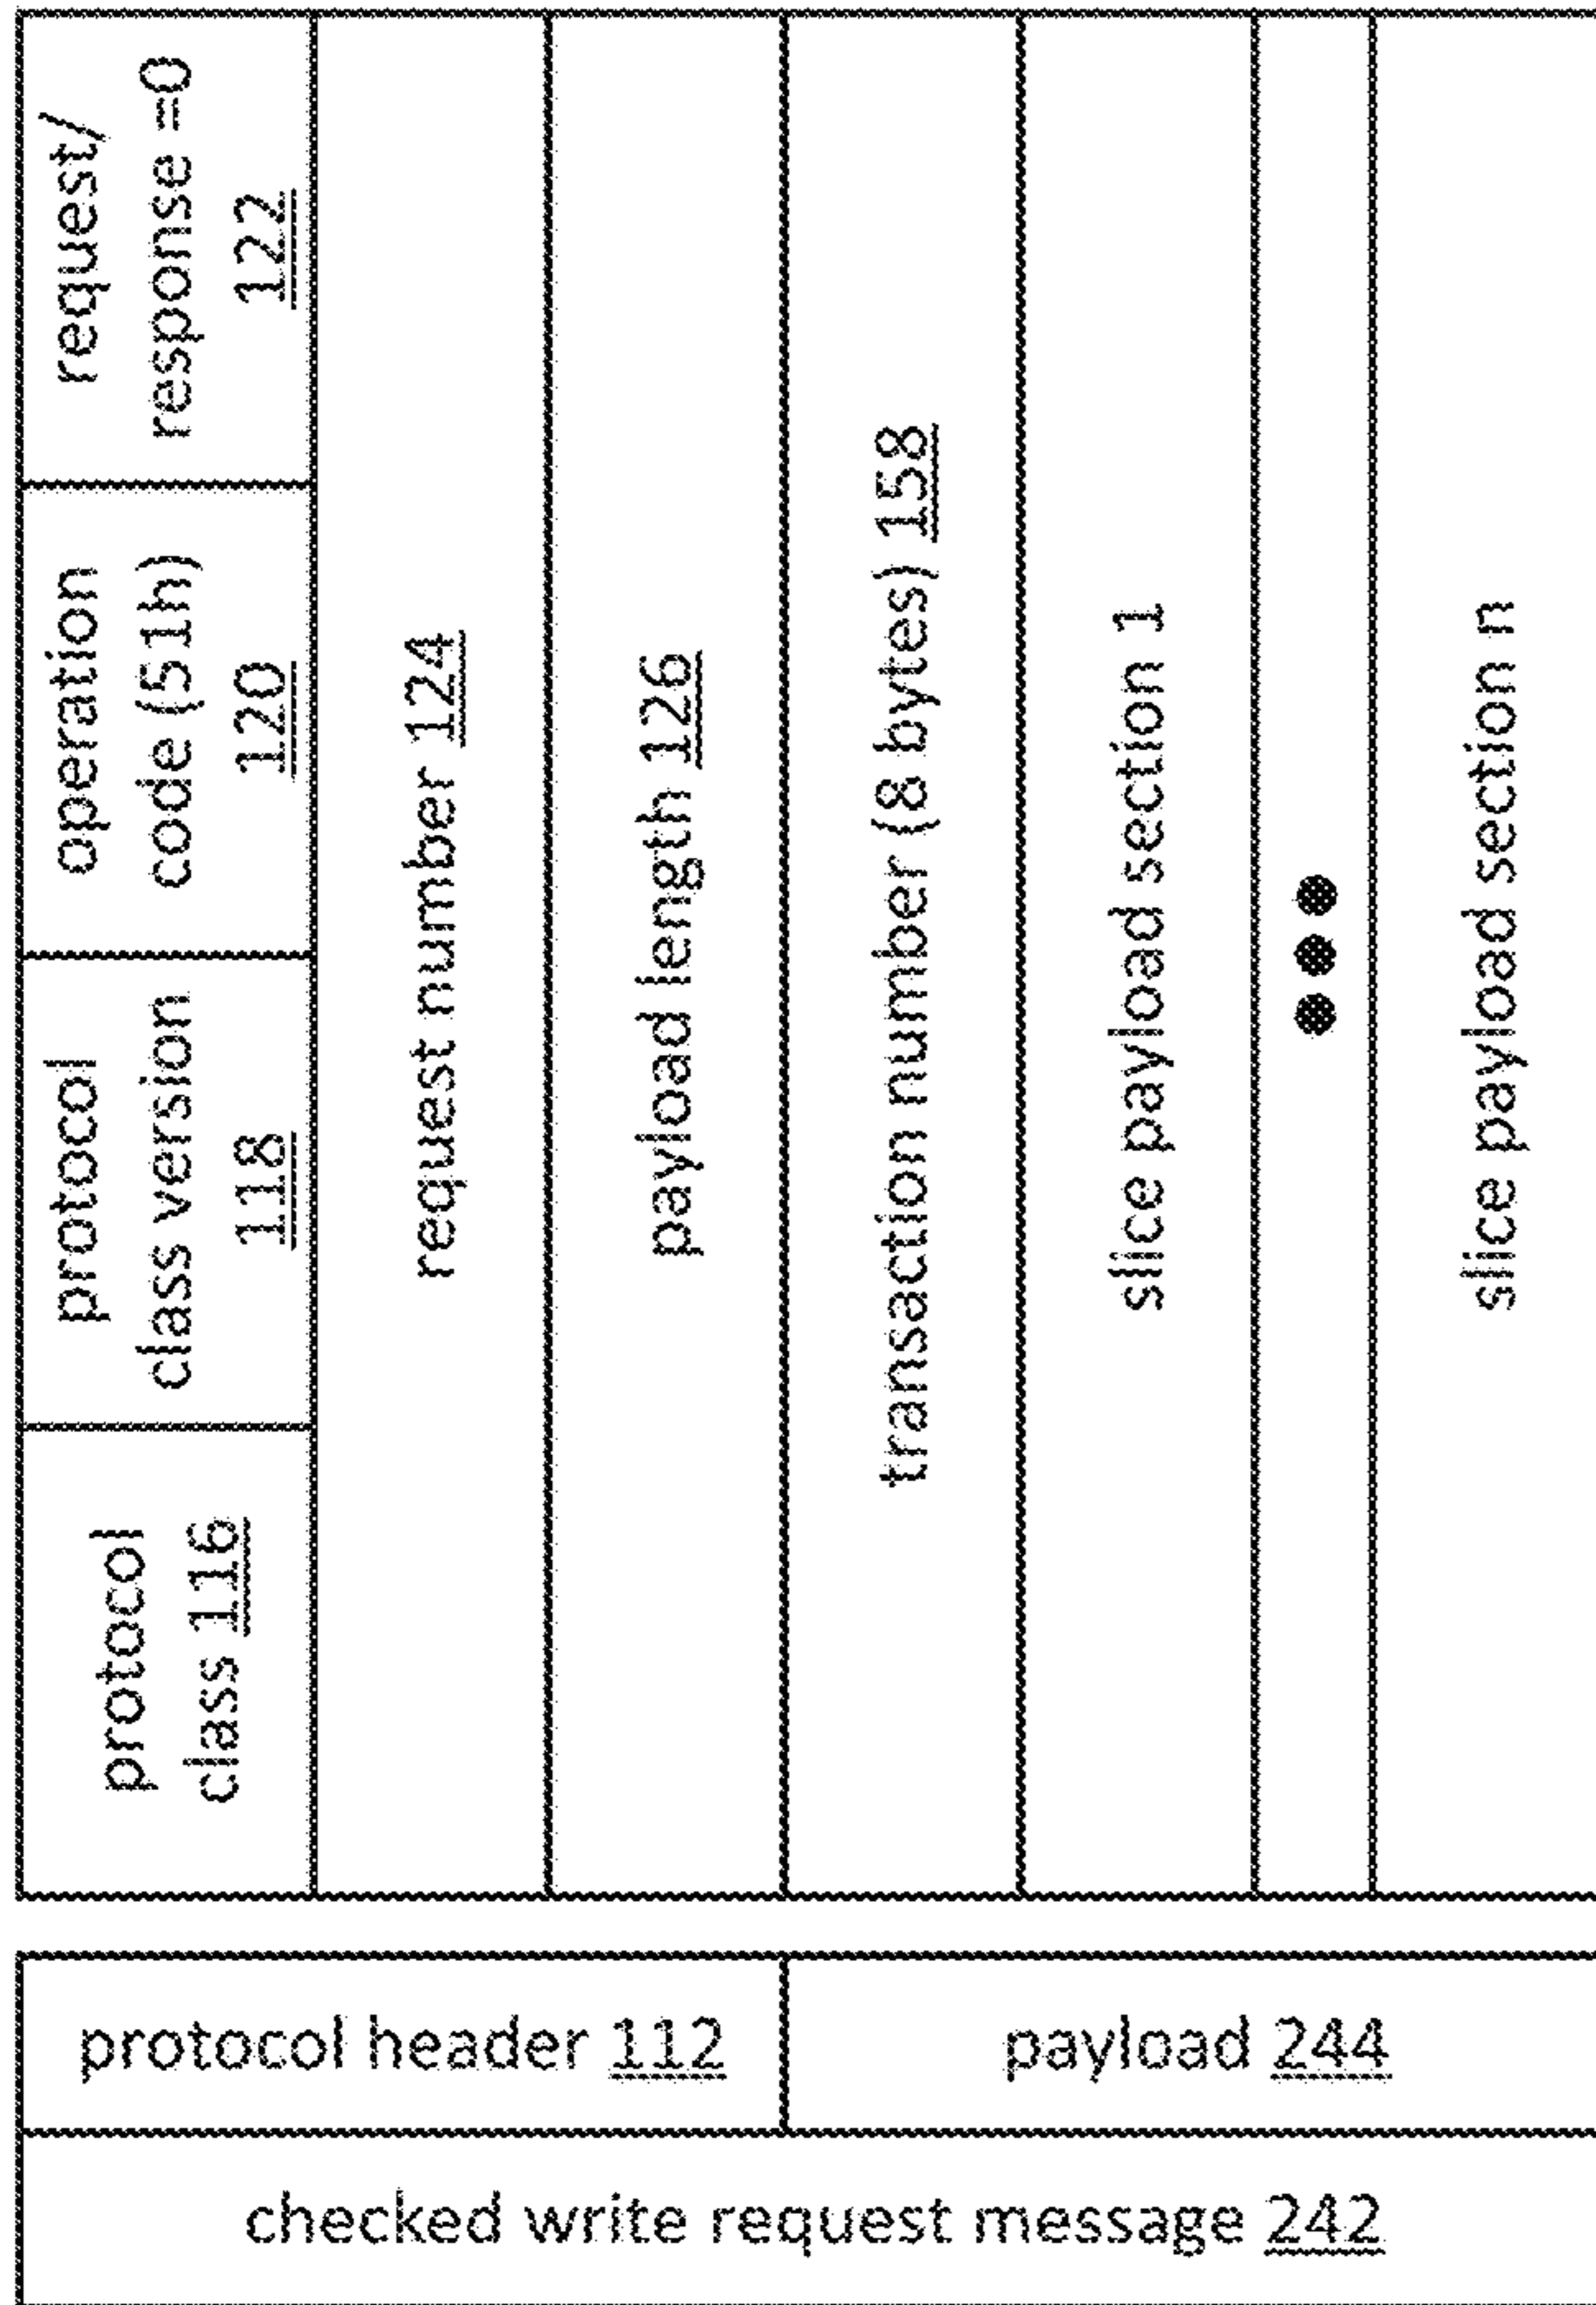 protocol
class 116
protocol
class version
118
operation
code (51h)
120
request/
response =0
122
request number 124
payload length 126
transaction number (8 bytes) 158
slice payload section 1
slice payload section n
protocol header 112
payload 244
checked write request message 242